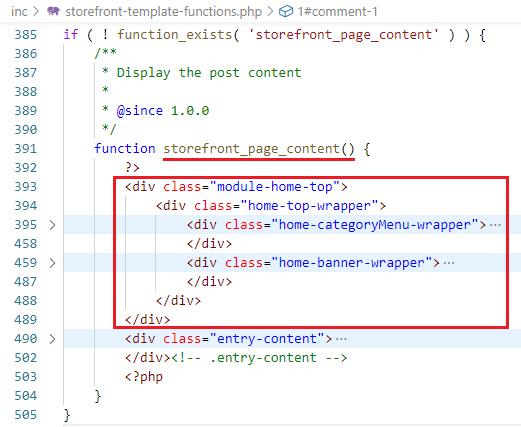 inc > storefront-template-functions.php > 1#comment-1
385 if ( ! function_exists( 'storefront_page_content' ) ) {
386 /**
387 * Display the post content
388 *
389 * @since 1.0.0
390 */
391 function storefront_page_content() {
392 ?>
393 <div class="module-home-top">
394 <div class="home-top-wrapper">
395 > <div class="home-categoryMenu-wrapper">…
458 </div>
459 > <div class="home-banner-wrapper">…
487 </div>
488 </div>
489 </div>
490 > <div class="entry-content">…
502 </div><!-- .entry-content -->
503 <?php
504 }
505 }